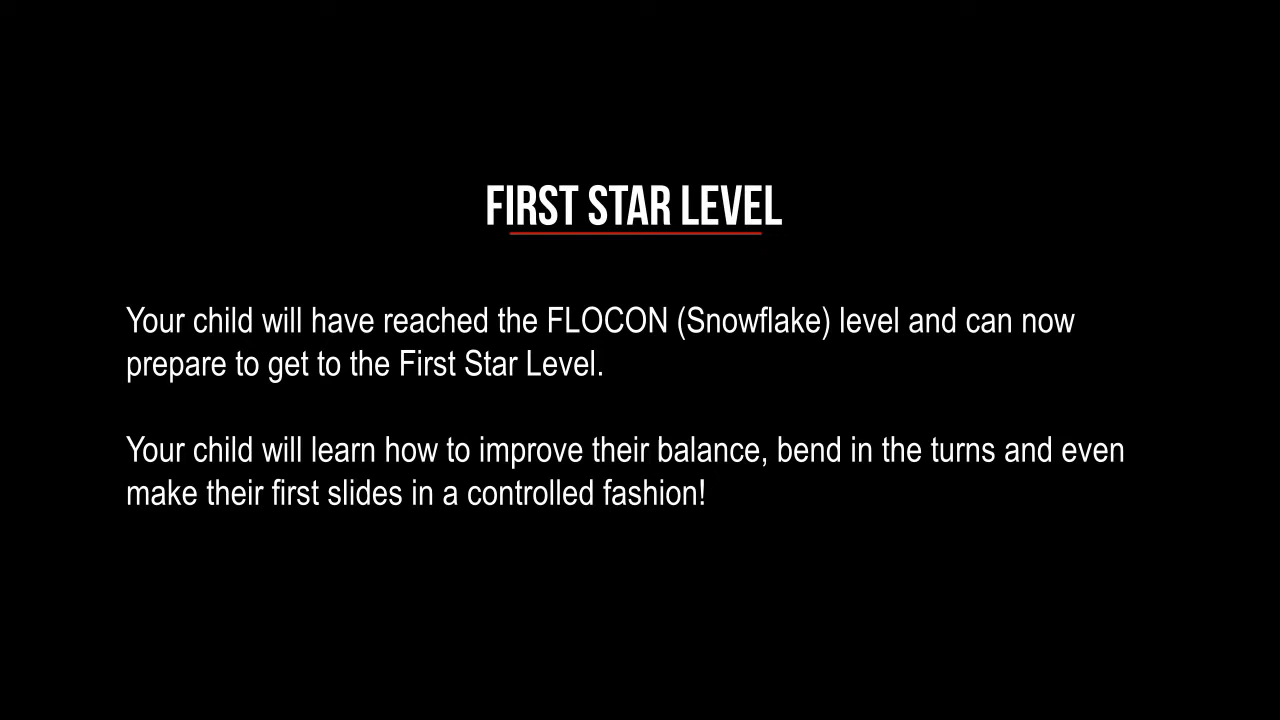 FIRST STAR LEVEL
Your child will have reached the FLOCON (Snowflake) level and can now
prepare to get to the First Star Level.
Your child will learn how to improve their balance, bend in the turns and even
make their first slides in a controlled fashion!